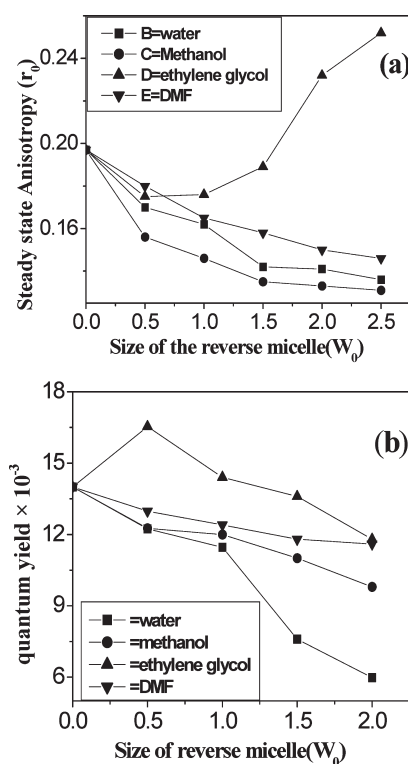 B=water
C=Methanol
D=ethylene glycol
E=DMF
(a)
Steady state Anisotropy (r0)
0.24
0.20
0.16
0.0 0.5 1.0 1.5 2.0 2.5
Size of the reverse micelle(W0)
(b)
quantum yield × 10-3
18
15
12
9
6
=water
=methanol
=ethylene glycol
=DMF
0.0 0.5 1.0 1.5 2.0
Size of reverse micelle(W0)